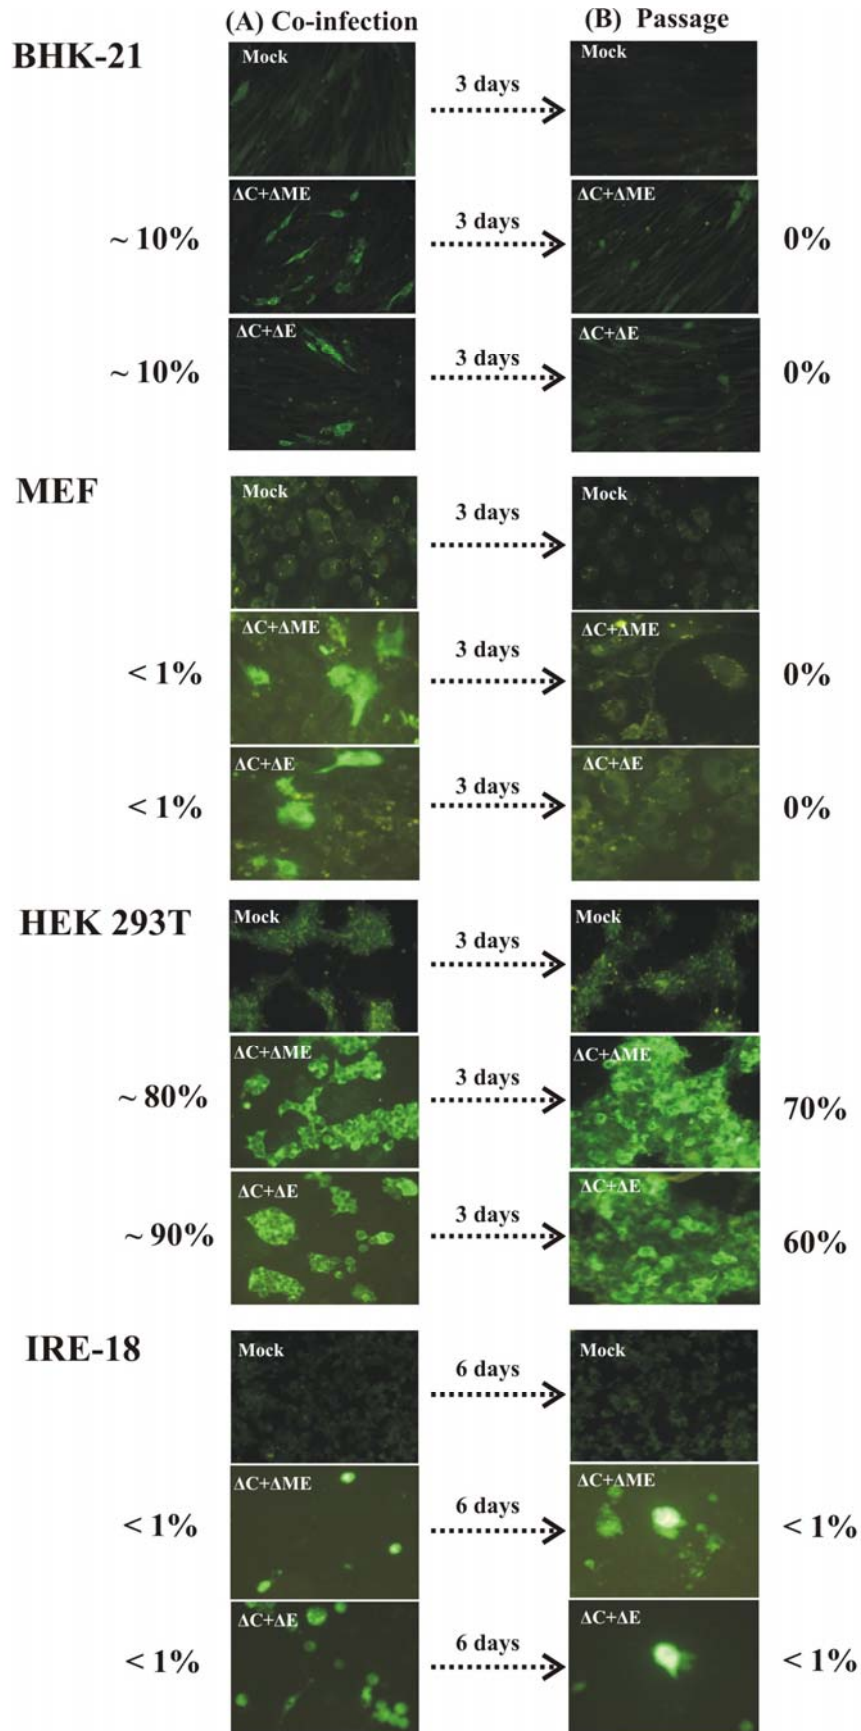 (A) Co-infection (B) Passage
BHK-21
Mock 3 days Mock
~ 10% ΔC+ΔME 3 days ΔC+ΔME 0%
~ 10% ΔC+ΔE 3 days ΔC+ΔE 0%
MEF
Mock 3 days Mock
< 1% ΔC+ΔME 3 days ΔC+ΔME 0%
< 1% ΔC+ΔE 3 days ΔC+ΔE 0%
HEK 293T
Mock 3 days Mock
~ 80% ΔC+ΔME 3 days ΔC+ΔME 70%
~ 90% ΔC+ΔE 3 days ΔC+ΔE 60%
IRE-18
Mock 6 days Mock
< 1% ΔC+ΔME 6 days ΔC+ΔME < 1%
< 1% ΔC+ΔE 6 days ΔC+ΔE < 1%